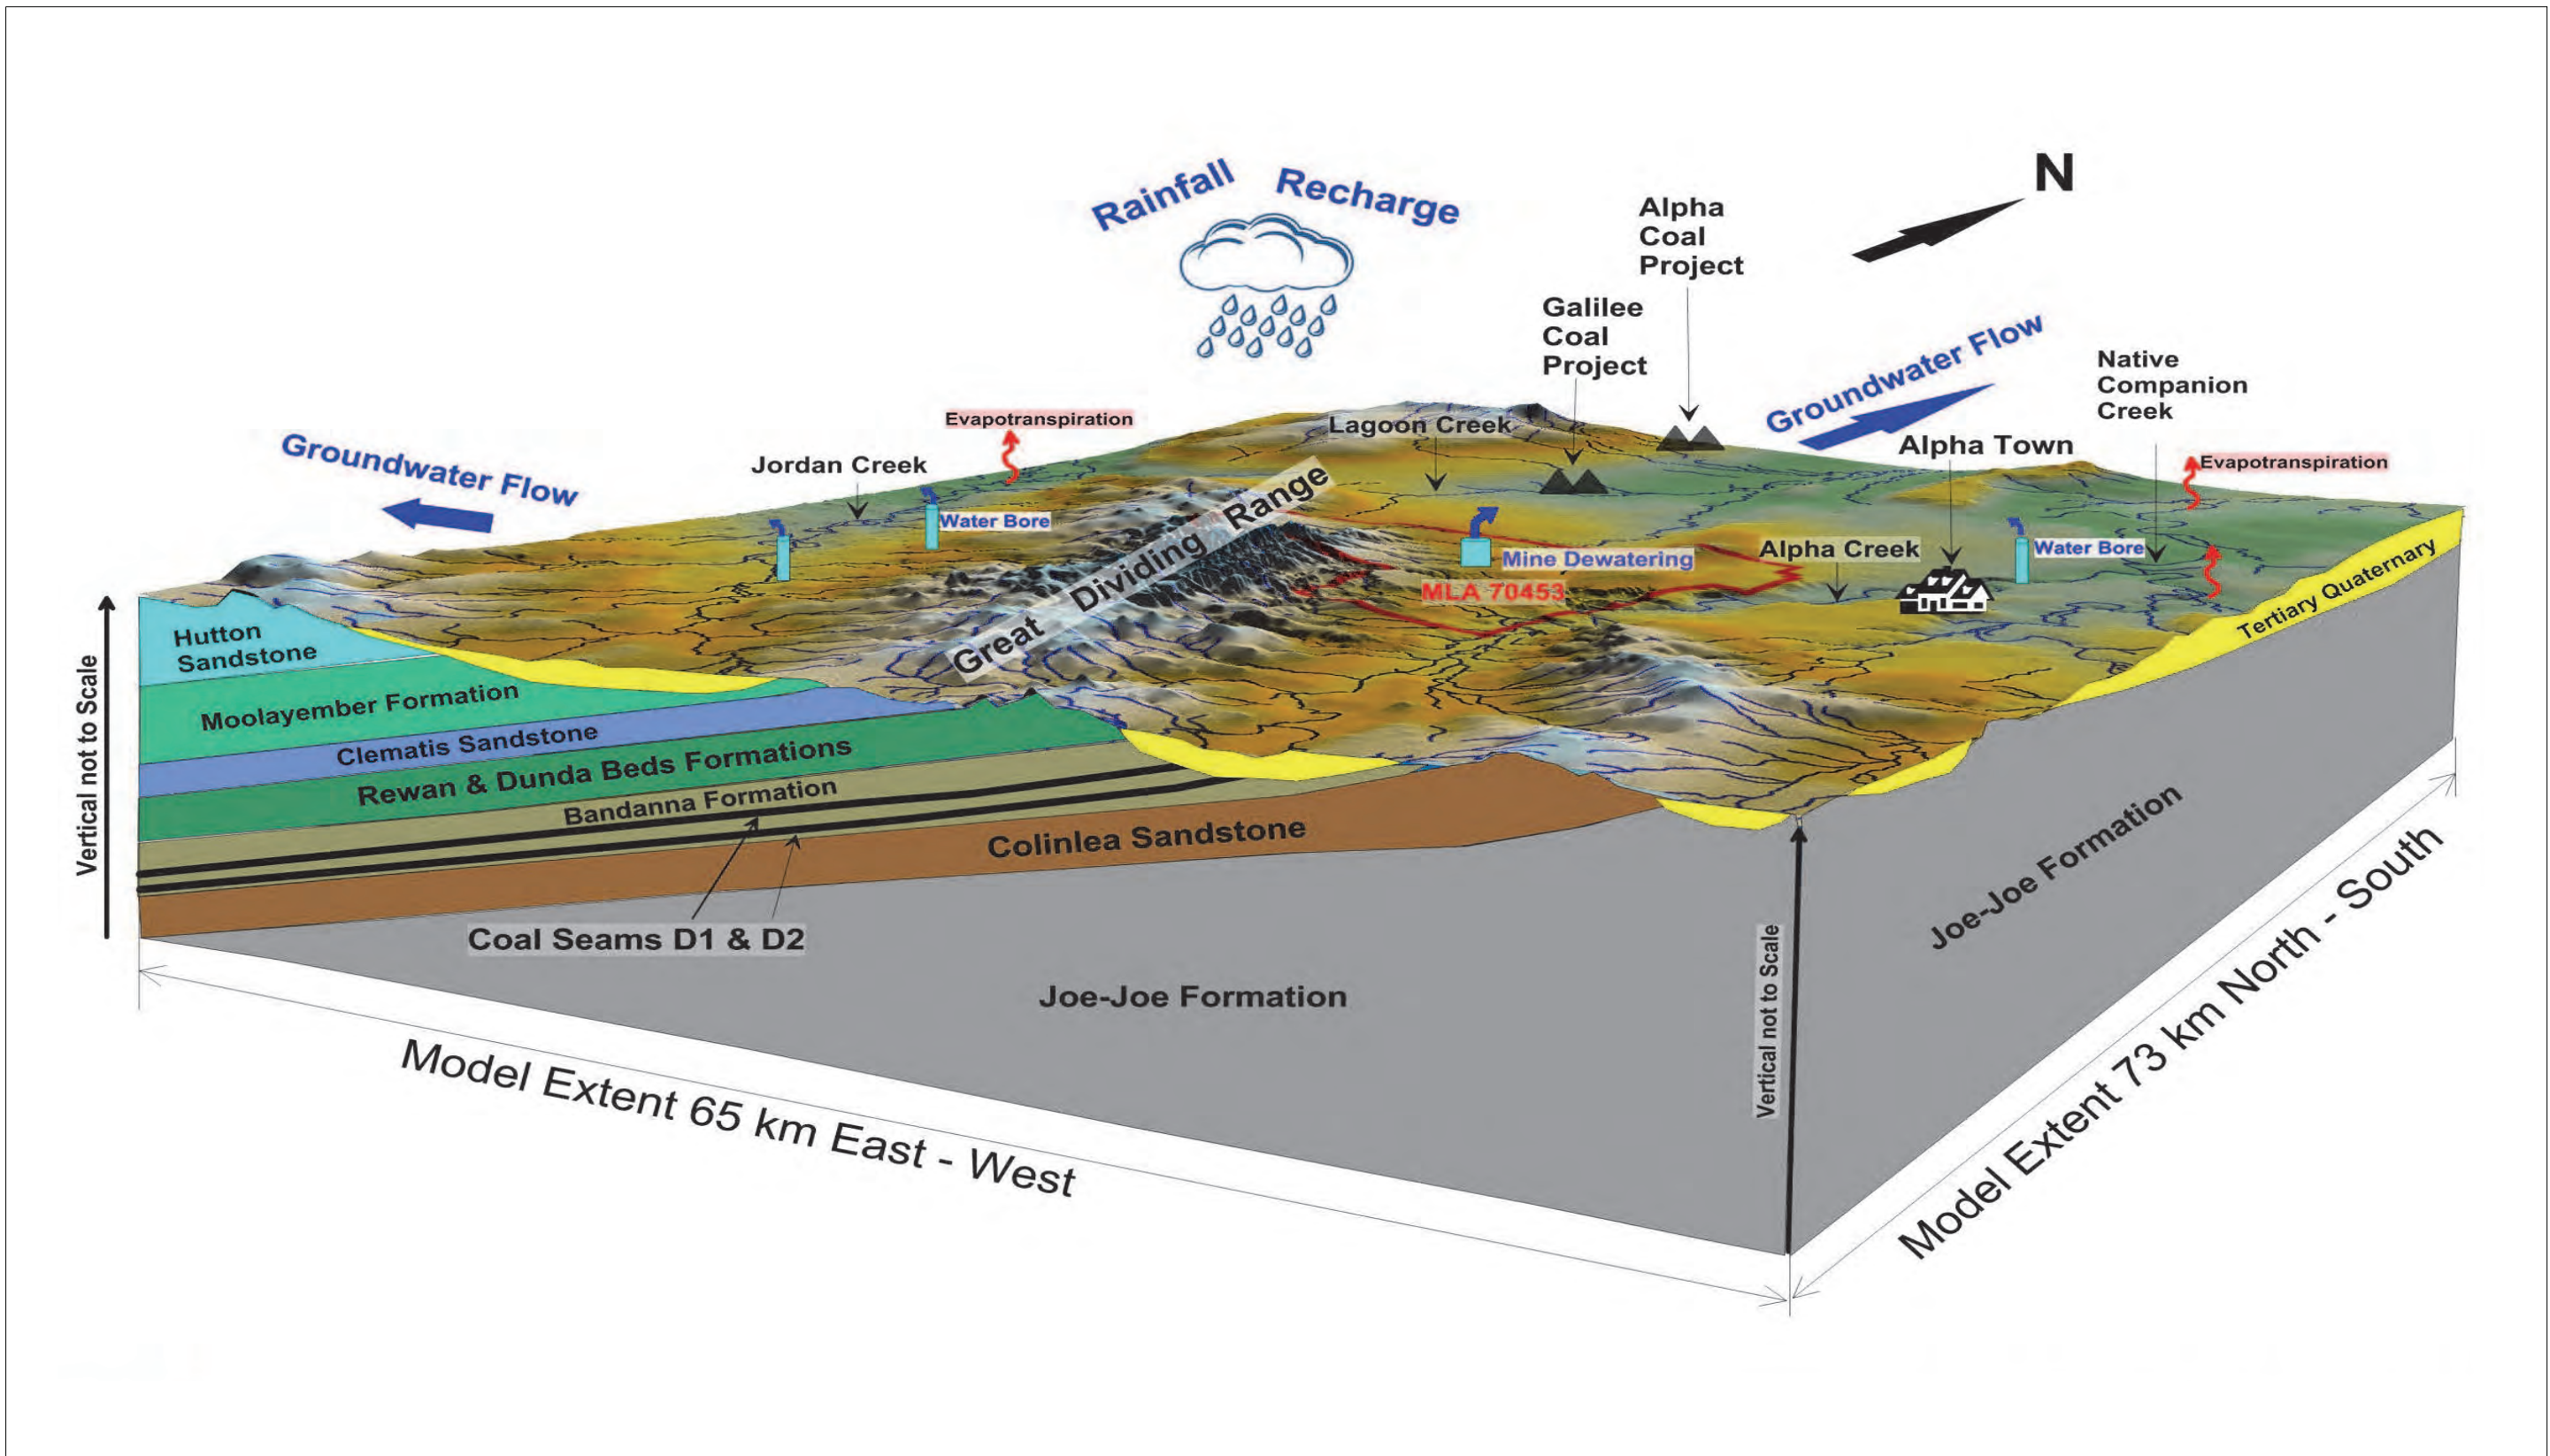 N
Rainfall Recharge
Alpha
Coal
Project
Galilee
Coal
Project
Groundwater Flow
Native
Companion
Creek
Evapotranspiration
Lagoon Creek
Alpha Town
Groundwater Flow
Jordan Creek
Evapotranspiration
Great Dividing Range
Water Bore
Mine Dewatering
Alpha Creek
Water Bore
MLA 70453
Tertiary Quaternary
Hutton
Sandstone
Vertical not to Scale
Moolayember Formation
Clematis Sandstone
Rewan & Dunda Beds Formations
Bandanna Formation
Colinlea Sandstone
Coal Seams D1 & D2
Joe-Joe Formation
Joe-Joe Formation
Vertical not to Scale
Model Extent 65 km East - West
Model Extent 73 km North - South